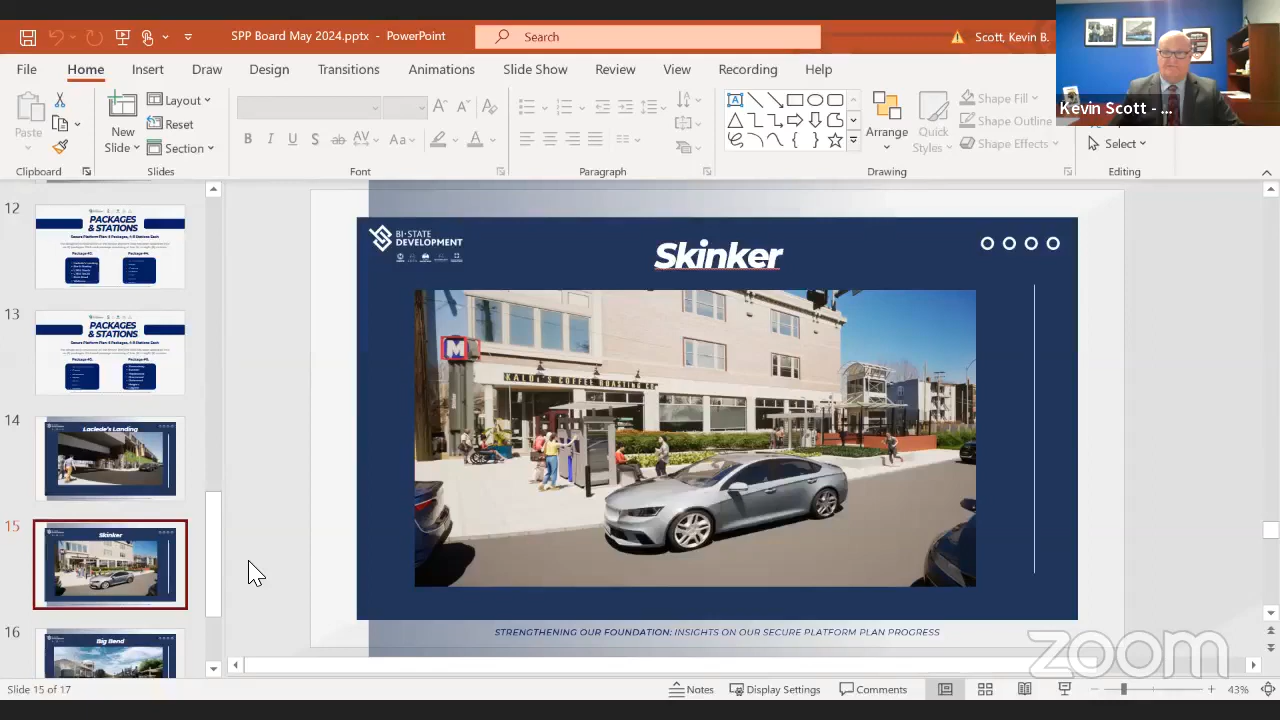 SPP Board May 2024.pptx - PowerPoint
Search
Scott, Kevin B.
File Home Insert Draw Design Transitions Animations Slide Show Review View Recording Help
Kevin Scott - ...
Paste
New
Slide
Layout
Reset
Section
B I U S ab AV Aa A
Arrange
Quick
Styles
Shape Fill
Shape Outline
Shape Effects
Select
Clipboard
Slides
Font
Paragraph
Drawing
Editing
12
PACKAGES
& STATIONS
13
PACKAGES
& STATIONS
14
Laclede's Landing
15
Skinker
16
Big Bend
BI-STATE
DEVELOPMENT
Skinker
M
KALDI'S COFFEE ROASTING CO
STRENGTHENING OUR FOUNDATION: INSIGHTS ON OUR SECURE PLATFORM PLAN PROGRESS
zoom
Slide 15 of 17
Notes
Display Settings
Comments
43%